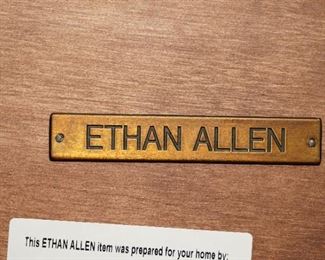 ETHAN ALLEN
This ETHAN ALLEN item was prepared for your home by: